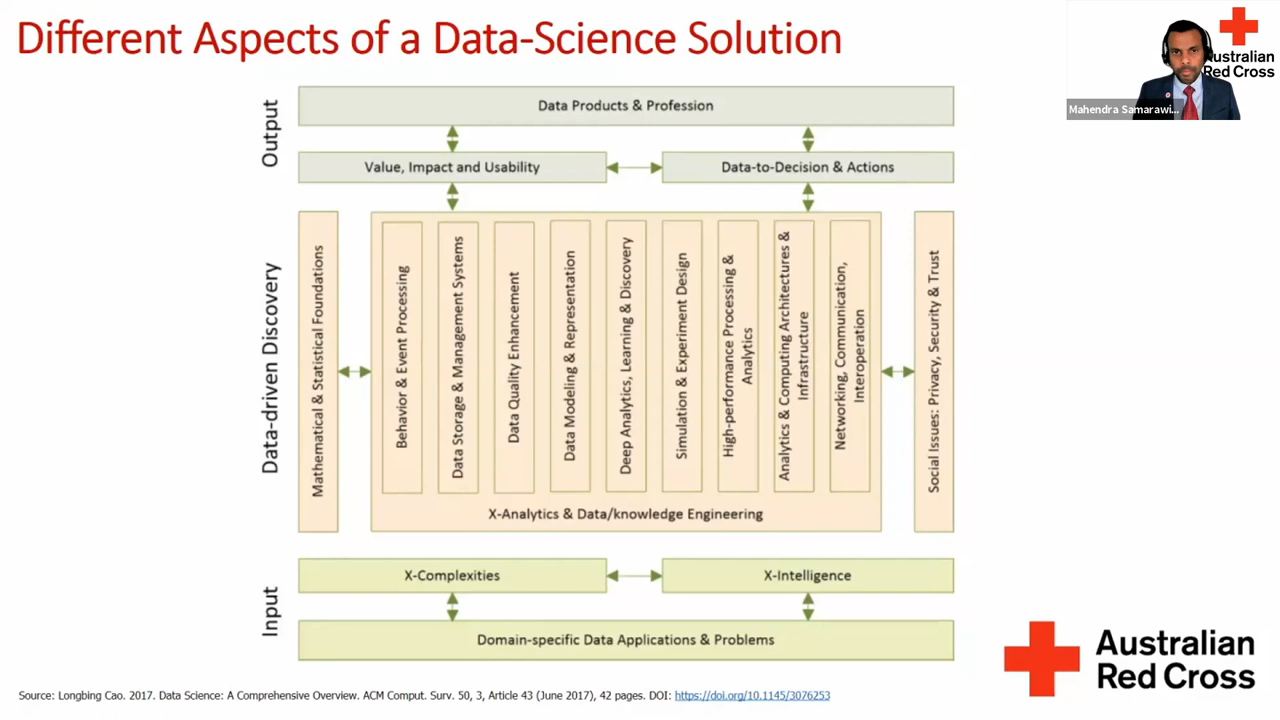 Different Aspects of a Data-Science Solution
Australian
Red Cross
Mahendra Samarawi...
Output
Data Products & Profession
Value, Impact and Usability
Data-to-Decision & Actions
Data-driven Discovery
Mathematical & Statistical Foundations
Behavior & Event Processing
Data Storage & Management Systems
Data Quality Enhancement
Data Modeling & Representation
Deep Analytics, Learning & Discovery
Simulation & Experiment Design
High-performance Processing &
Analytics
Analytics & Computing Architectures &
Infrastructure
Networking, Communication,
Interoperation
Social Issues: Privacy, Security & Trust
X-Analytics & Data/knowledge Engineering
Input
X-Complexities
X-Intelligence
Domain-specific Data Applications & Problems
Australian
Red Cross
Source: Longbing Cao. 2017. Data Science: A Comprehensive Overview. ACM Comput. Surv. 50, 3, Article 43 (June 2017), 42 pages. DOI: https://doi.org/10.1145/3076253